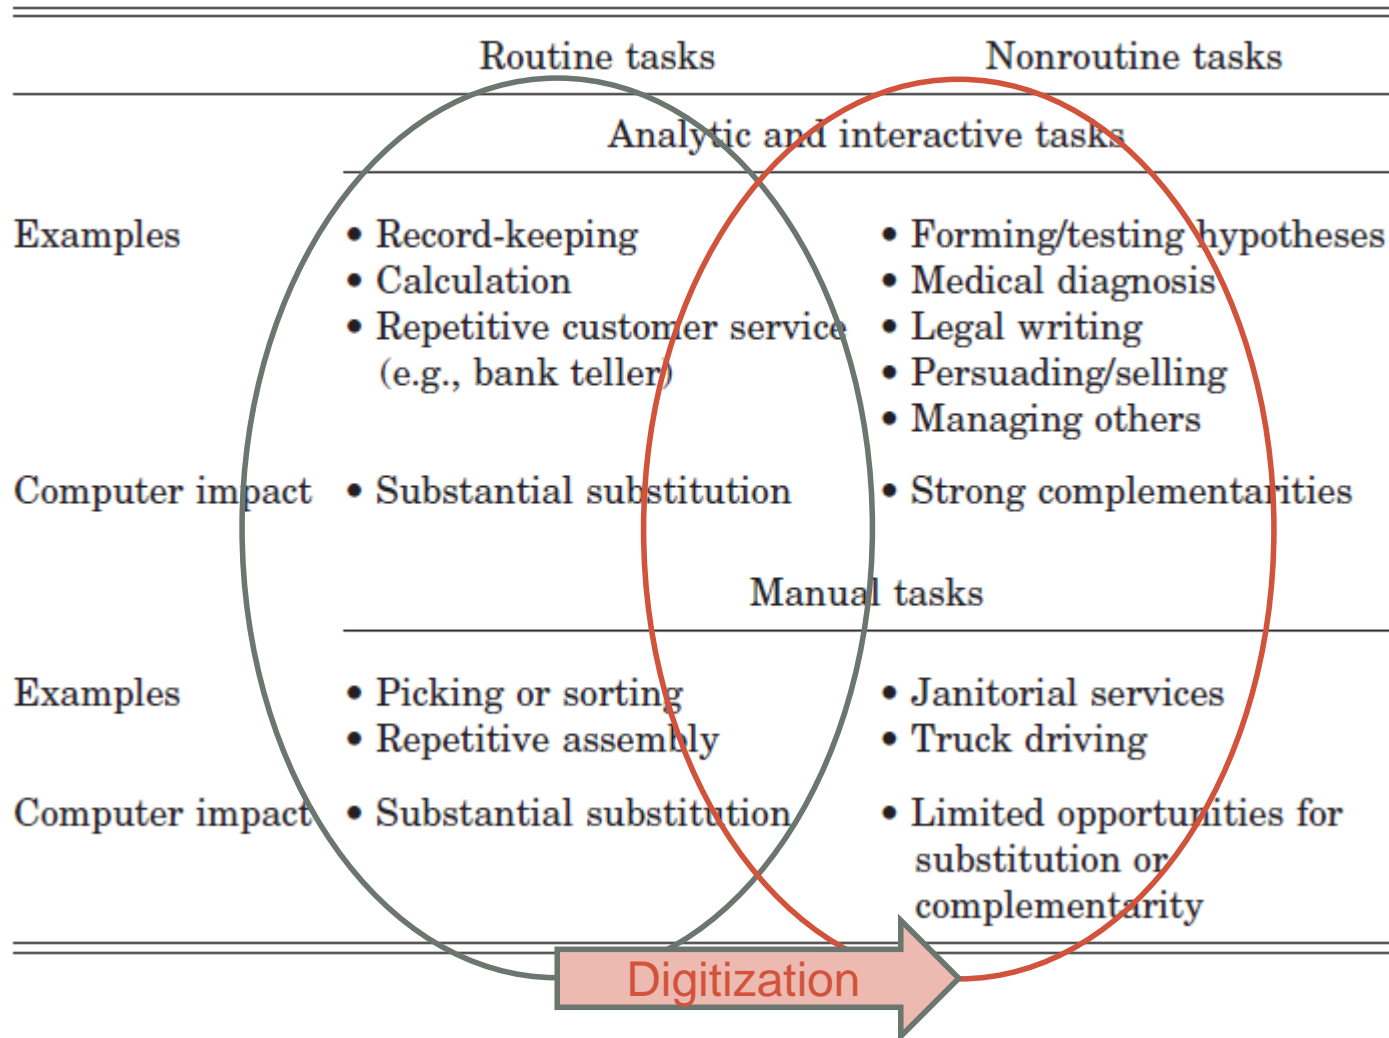 Routine tasks Nonroutine tasks
Analytic and interactive tasks
Examples • Record-keeping • Forming/testing hypotheses
• Calculation • Medical diagnosis
• Repetitive customer service • Legal writing
(e.g., bank teller) • Persuading/selling
• Managing others
Computer impact • Substantial substitution • Strong complementarities
Manual tasks
Examples • Picking or sorting • Janitorial services
• Repetitive assembly • Truck driving
Computer impact • Substantial substitution • Limited opportunities for
substitution or
complementarity
Digitization